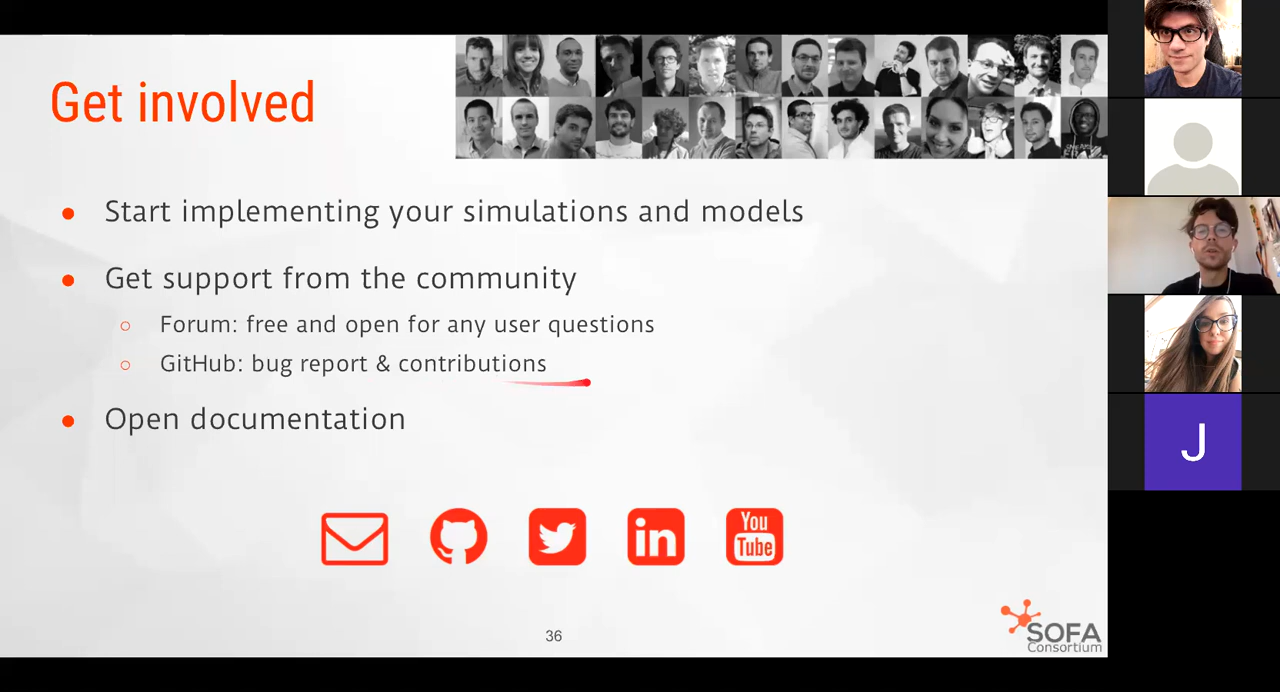 Get involved
Start implementing your simulations and models
Get support from the community
Forum: free and open for any user questions
GitHub: bug report & contributions
Open documentation
in
You
Tube
36
SOFA
Consortium
J